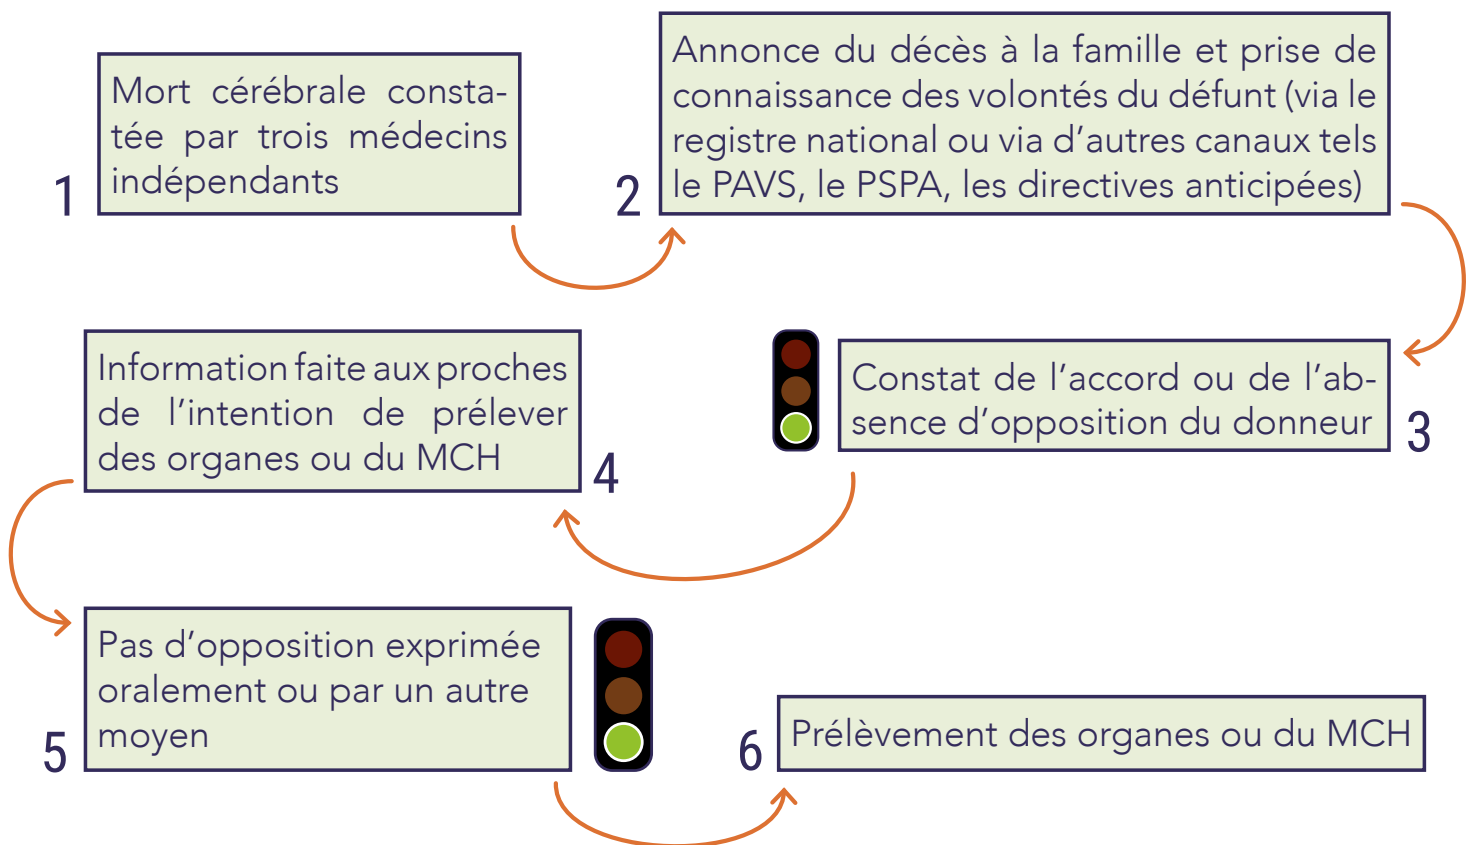 1
Mort cérébrale consta-
tée par trois médecins
indépendants
2
Annonce du décès à la famille et prise de
connaissance des volontés du défunt (via le
registre national ou via d’autres canaux tels
le PAVS, le PSPA, les directives anticipées)
Constat de l’accord ou de l’ab-
sence d’opposition du donneur
3
Information faite aux proches
de l’intention de prélever
des organes ou du MCH
4
5
Pas d’opposition exprimée
oralement ou par un autre
moyen
6
Prélèvement des organes ou du MCH